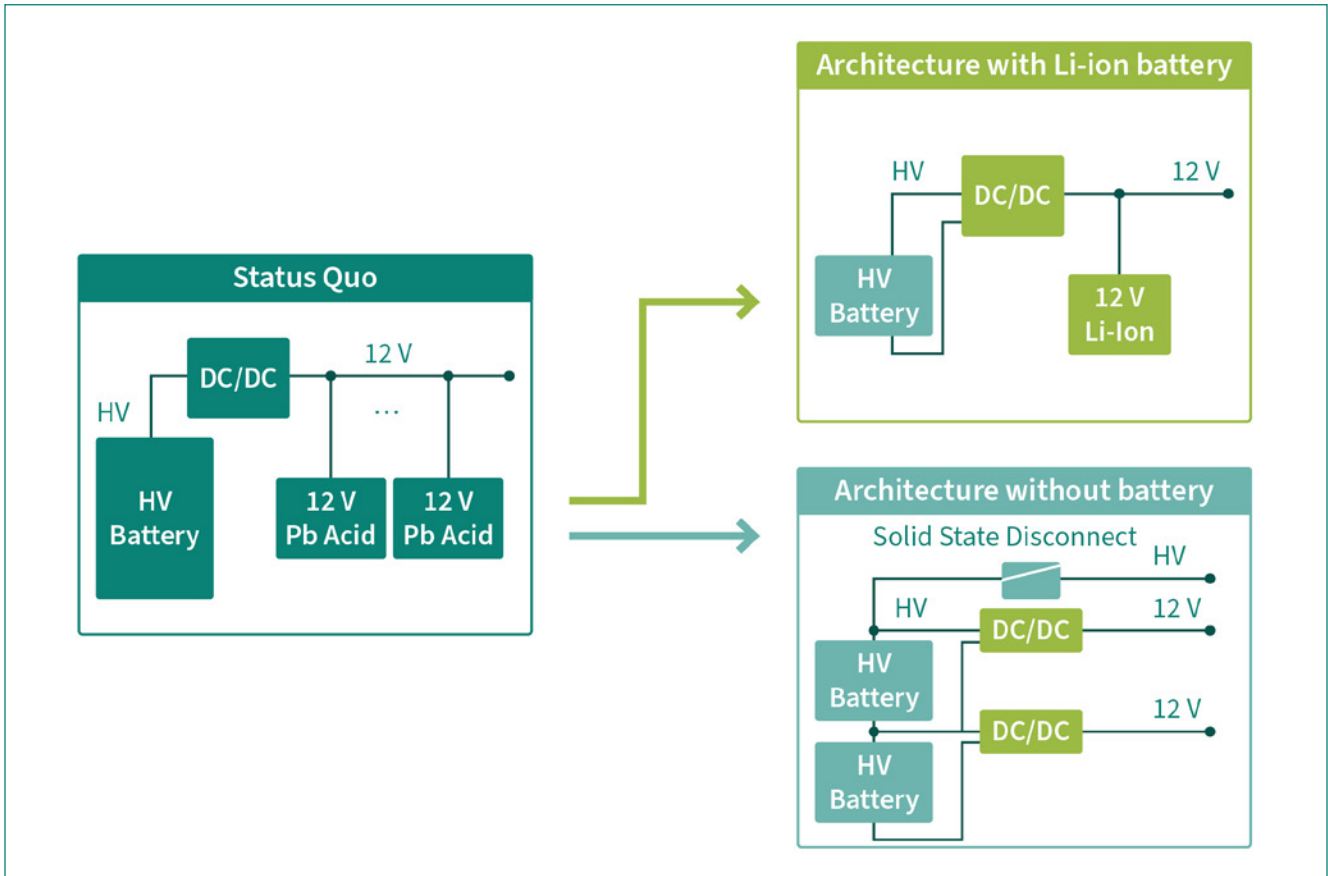 Status Quo
DC/DC
12 V
HV
...
HV
Battery
12 V
Pb Acid
12 V
Pb Acid
Architecture with Li-ion battery
HV
DC/DC
12 V
HV
Battery
12 V
Li-Ion
Architecture without battery
Solid State Disconnect
HV
HV
DC/DC
12 V
HV
Battery
DC/DC
12 V
HV
Battery